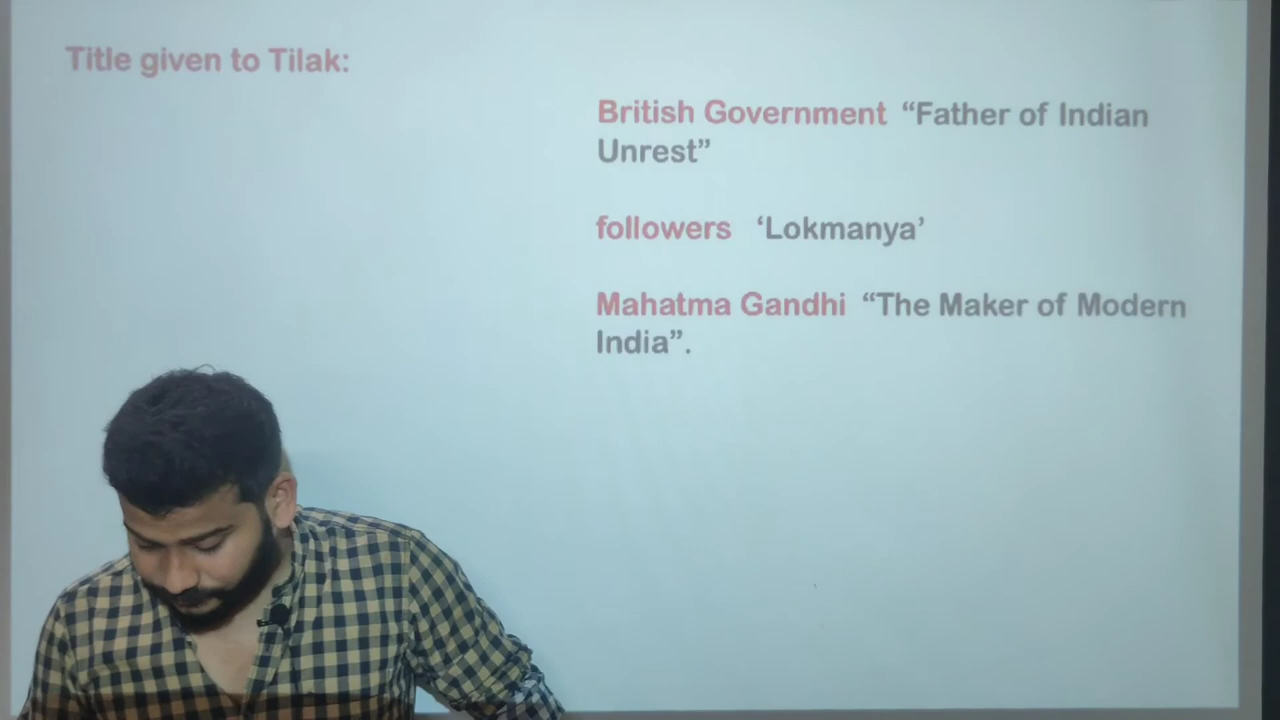 Title given to Tilak:
British Government “Father of Indian
Unrest”
followers ‘Lokmanya’
Mahatma Gandhi “The Maker of Modern
India”.